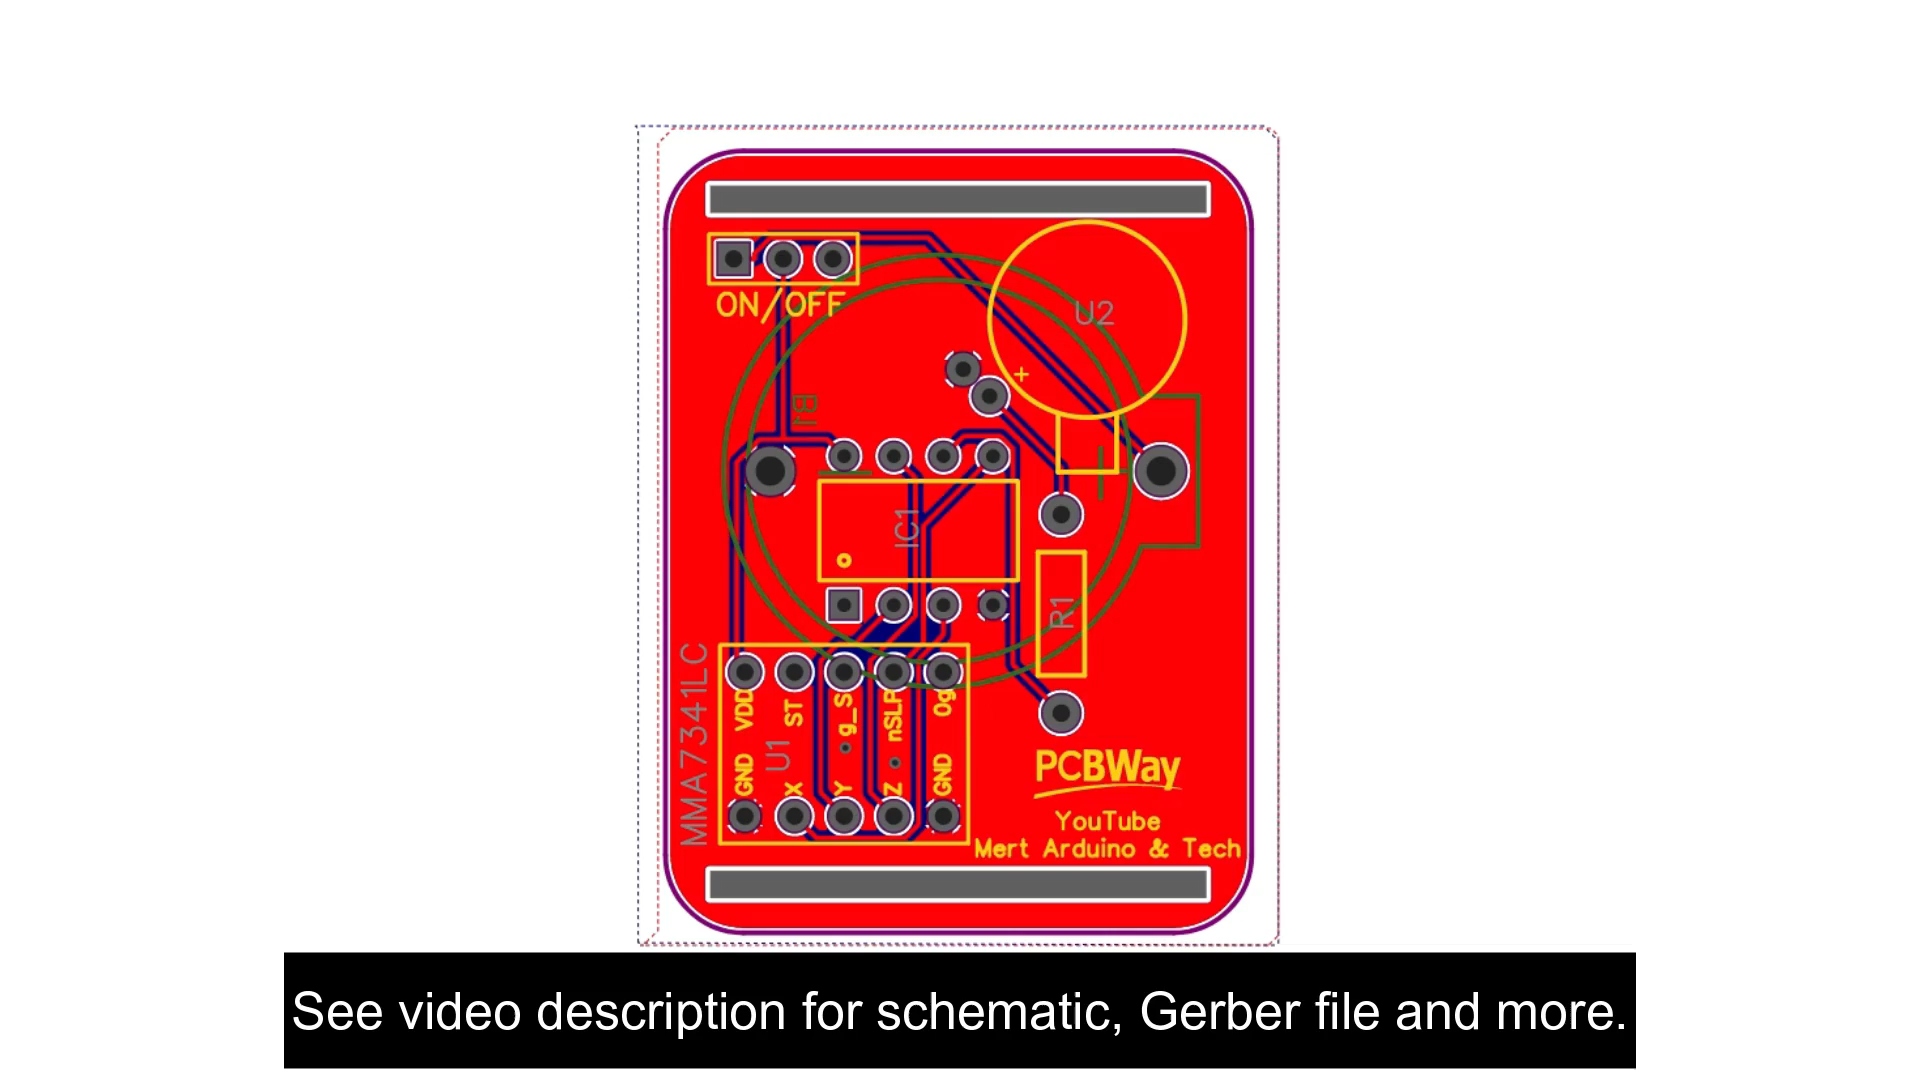 ON/OFF
U2
+
B1
IC1
R1
MMA7341LC
VDD ST g_S nSLP 0g
U1
GND X Y Z GND
PCBWay
YouTube
Mert Arduino & Tech
See video description for schematic, Gerber file and more.